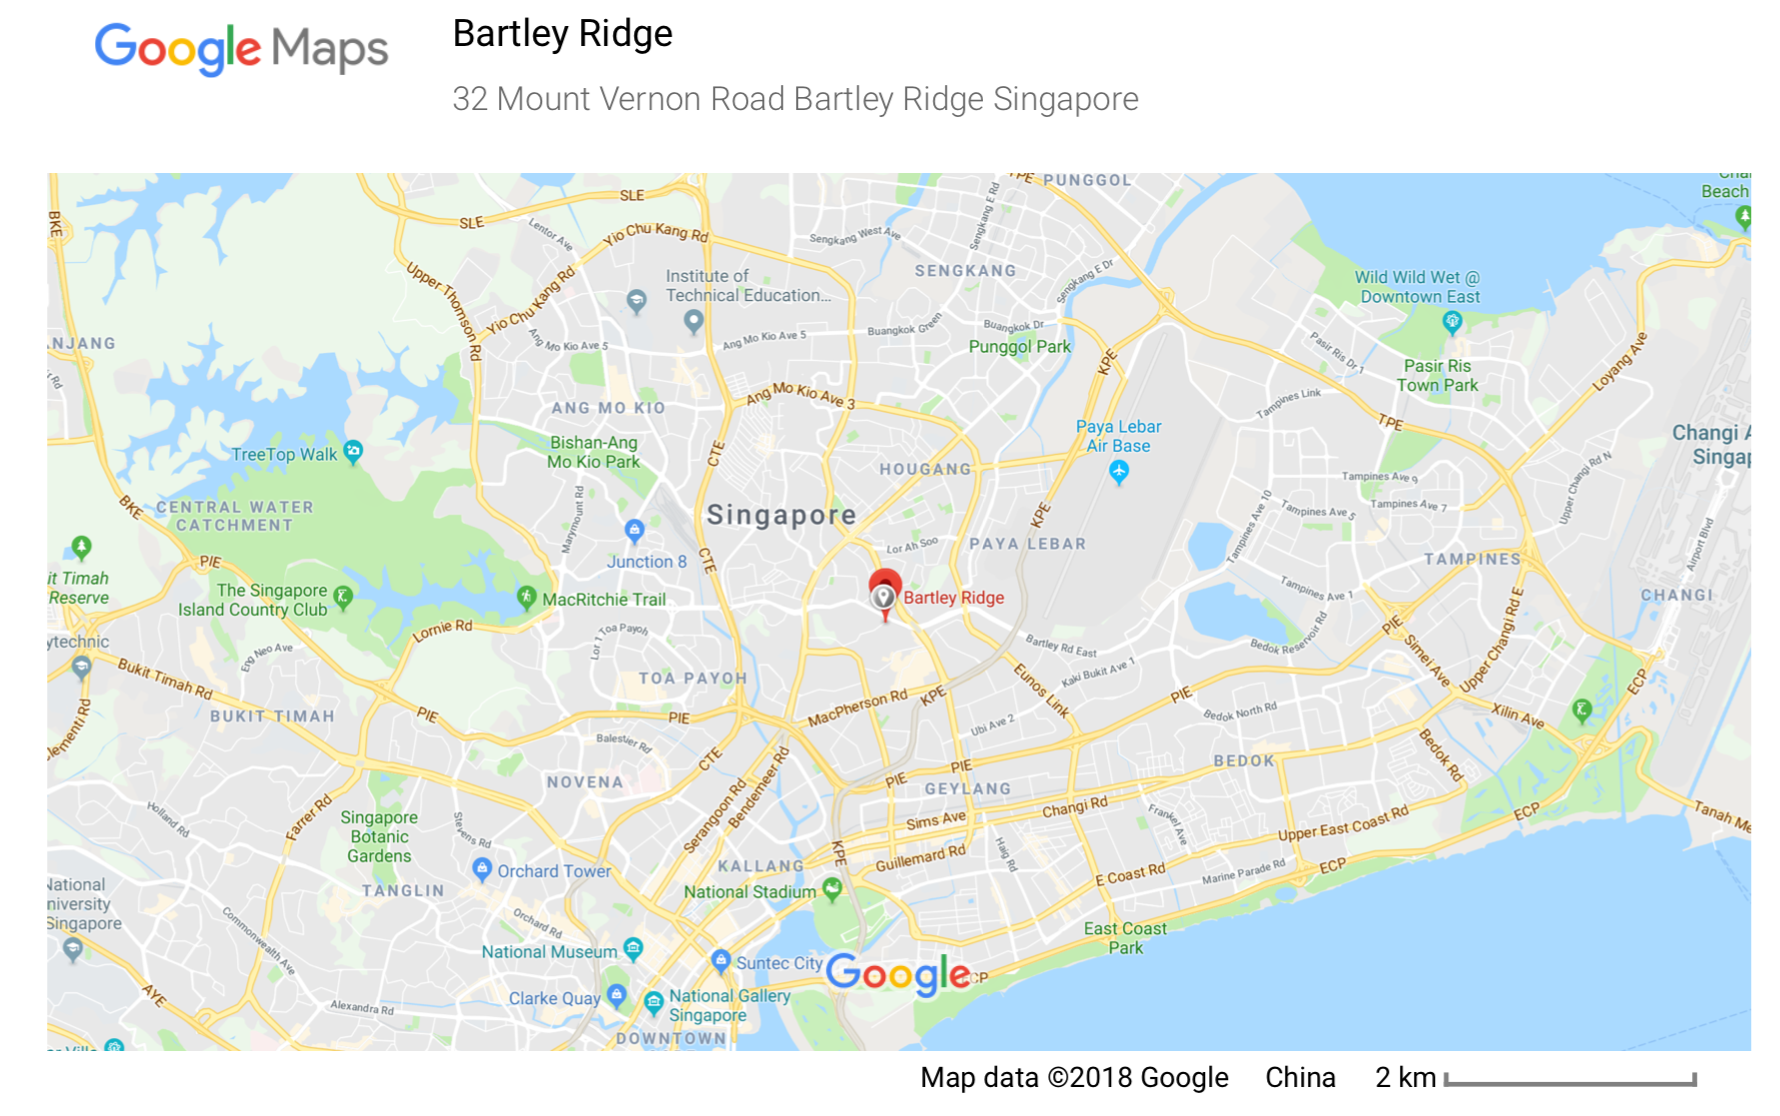 Google Maps
Bartley Ridge
32 Mount Vernon Road Bartley Ridge Singapore
TPE
PUNGGOL
Beach
SLE
SLE
BKE
Lentor Ave
Yio Chu Kang Rd
Sengkang West Ave
Sengkang E Rd
SENGKANG
Sengkang E Dr
Institute of
Technical Education...
Wild Wild Wet @
Downtown East
Upper Thomson Rd
Yio Chu Kang Rd
Ang Mo Kio Ave 5
Ang Mo Kio Ave 5
Buangkok Green
Buangkok Dr
Punggol Park
KPE
Pasir Ris Dr 1
Pasir Ris
Town Park
Loyang Ave
NJANG
ANG MO KIO
Ang Mo Kio Ave 3
Tampines Link
TPE
Paya Lebar
Air Base
Changi A
Singap
TreeTop Walk
Bishan-Ang
Mo Kio Park
CTE
HOUGANG
Tampines Ave 9
Upper Changi Rd N
CENTRAL WATER
CATCHMENT
BKE
Marymount Rd
Singapore
KPE
Tampines Ave 10
Tampines Ave 5
Tampines Ave 7
PIE
Junction 8
CTE
Lor Ah Soo
PAYA LEBAR
TAMPINES
Airport Blvd
it Timah
Reserve
The Singapore
Island Country Club
MacRitchie Trail
Bartley Ridge
Tampines Ave 1
CHANGI
ytechnic
Lornie Rd
Lor 1 Toa Payoh
Bartley Rd East
Bedok Reservoir Rd
PIE
Simei Ave
Upper Changi Rd E
Eng Neo Ave
Bukit Timah Rd
TOA PAYOH
Kaki Bukit Ave 1
Eunos Link
ECP
BUKIT TIMAH
PIE
PIE
MacPherson Rd
KPE
PIE
Bedok North Rd
Xilin Ave
lementi Rd
Balestier Rd
Ubi Ave 2
CTE
Bedok Rd
NOVENA
PIE
PIE
GEYLANG
BEDOK
Holland Rd
Farrer Rd
Singapore
Botanic
Gardens
Stevens Rd
Serangoon Rd
Bendemeer Rd
Sims Ave
Changi Rd
Frankel Ave
Upper East Coast Rd
ECP
Tanah Me
KPE
Guillemard Rd
Haig Rd
KALLANG
Orchard Tower
National Stadium
E Coast Rd
Marine Parade Rd
ECP
TANGLIN
National
niversity
Singapore
Commonwealth Ave
Orchard Rd
National Museum
East Coast
Park
Suntec City
Google
ECP
Clarke Quay
National Gallery
Singapore
AYE
Alexandra Rd
DOWNTOWN
Map data ©2018 Google China 2 km